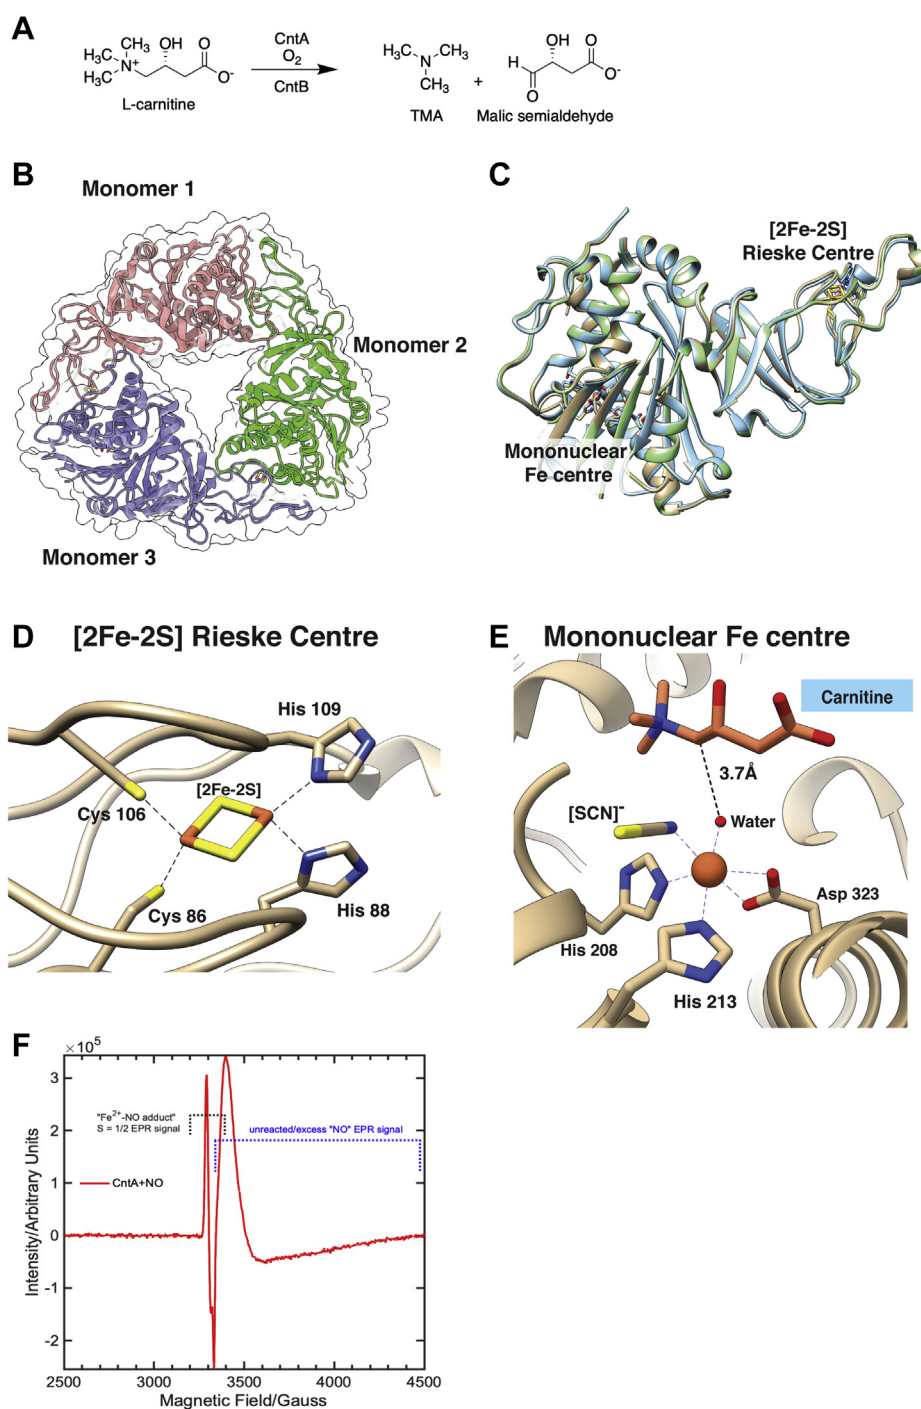 A
H₃C CH₃ OH O
H₃C N⁺ O⁻
H₃C
L-carnitine
CntA
O₂
CntB
H₃C CH₃
N
CH₃
TMA
+
OH O
H O⁻
O
Malic semialdehyde
B
Monomer 1
Monomer 2
Monomer 3
C
[2Fe-2S]
Rieske Centre
Mononuclear
Fe centre
D [2Fe-2S] Rieske Centre
His 109
[2Fe-2S]
Cys 106
Cys 86
His 88
E Mononuclear Fe centre
Carnitine
3.7Å
[SCN]⁻
Water
Asp 323
His 208
His 213
F
×10⁵
3
2
1
0
-1
-2
Intensity/Arbitrary Units
"Fe²⁺-NO adduct"
S = 1/2 EPR signal
unreacted/excess "NO" EPR signal
CntA+NO
2500 3000 3500 4000 4500
Magnetic Field/Gauss